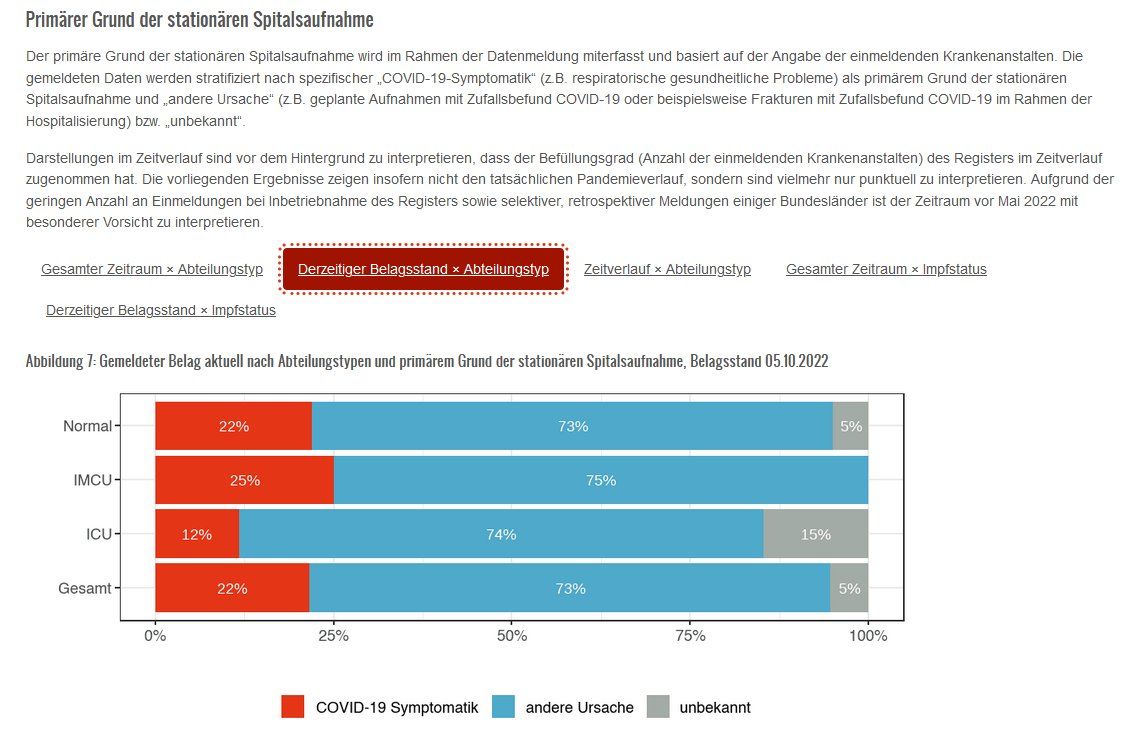 Primärer Grund der stationären Spitalsaufnahme
Der primäre Grund der stationären Spitalsaufnahme wird im Rahmen der Datenmeldung miterfasst und basiert auf der Angabe der einmeldenden Krankenanstalten. Die
gemeldeten Daten werden stratifiziert nach spezifischer „COVID-19-Symptomatik“ (z.B. respiratorische gesundheitliche Probleme) als primärem Grund der stationären
Spitalsaufnahme und „andere Ursache“ (z.B. geplante Aufnahmen mit Zufallsbefund COVID-19 oder beispielsweise Frakturen mit Zufallsbefund COVID-19 im Rahmen der
Hospitalisierung) bzw. „unbekannt“.
Darstellungen im Zeitverlauf sind vor dem Hintergrund zu interpretieren, dass der Befüllungsgrad (Anzahl der einmeldenden Krankenanstalten) des Registers im Zeitverlauf
zugenommen hat. Die vorliegenden Ergebnisse zeigen insofern nicht den tatsächlichen Pandemieverlauf, sondern sind vielmehr nur punktuell zu interpretieren. Aufgrund der
geringen Anzahl an Einmeldungen bei Inbetriebnahme des Registers sowie selektiver, retrospektiver Meldungen einiger Bundesländer ist der Zeitraum vor Mai 2022 mit
besonderer Vorsicht zu interpretieren.
Gesamter Zeitraum × Abteilungstyp Derzeitiger Belagsstand × Abteilungstyp Zeitverlauf × Abteilungstyp Gesamter Zeitraum × Impfstatus
Derzeitiger Belagsstand × Impfstatus
Abbildung 7: Gemeldeter Belag aktuell nach Abteilungstypen und primärem Grund der stationären Spitalsaufnahme, Belagsstand 05.10.2022
Normal 22% 73% 5%
IMCU 25% 75%
ICU 12% 74% 15%
Gesamt 22% 73% 5%
0% 25% 50% 75% 100%
COVID-19 Symptomatik andere Ursache unbekannt